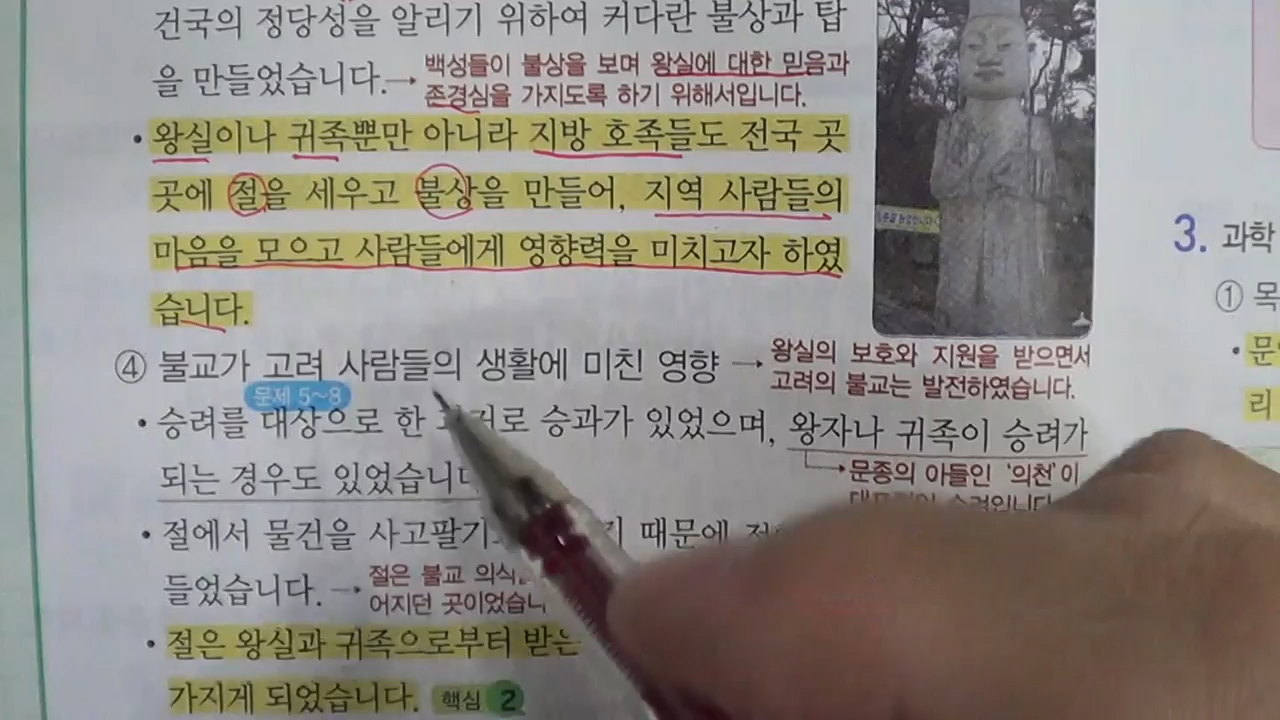 건국의 정당성을 알리기 위하여 커다란 불상과 탑
을 만들었습니다.→ 백성들이 불상을 보며 왕실에 대한 믿음과
존경심을 가지도록 하기 위해서입니다.
• 왕실이나 귀족뿐만 아니라 지방 호족들도 전국 곳
곳에 절을 세우고 불상을 만들어, 지역 사람들의
마음을 모으고 사람들에게 영향력을 미치고자 하였
습니다.
④ 불교가 고려 사람들의 생활에 미친 영향 → 왕실의 보호와 지원을 받으면서
고려의 불교는 발전하였습니다.
문제 5~8
• 승려를 대상으로 한 승과가 있었으며, 왕자나 귀족이 승려가
되는 경우도 있었습니다
→ 문종의 아들인 '의천'이
• 절에서 물건을 사고팔기 때문에
들었습니다. → 절은 불교 의식
어지던 곳이었습니
• 절은 왕실과 귀족으로부터 받는
가지게 되었습니다. 핵심 2
3. 과학
① 목
• 문
리